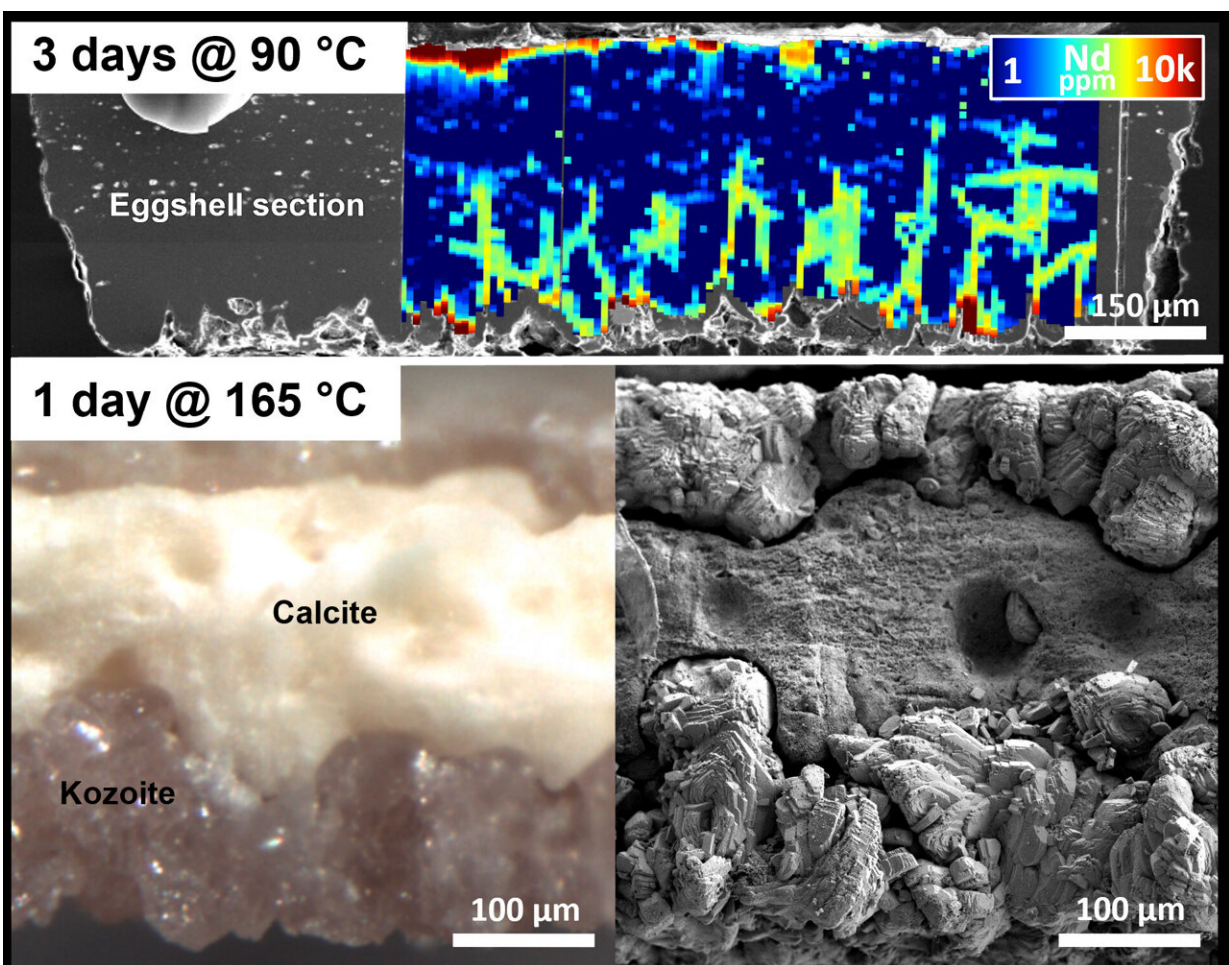 3 days @ 90 °C
1 Nd ppm 10k
Eggshell section
150 µm
1 day @ 165 °C
Calcite
Kozoite
100 µm
100 µm